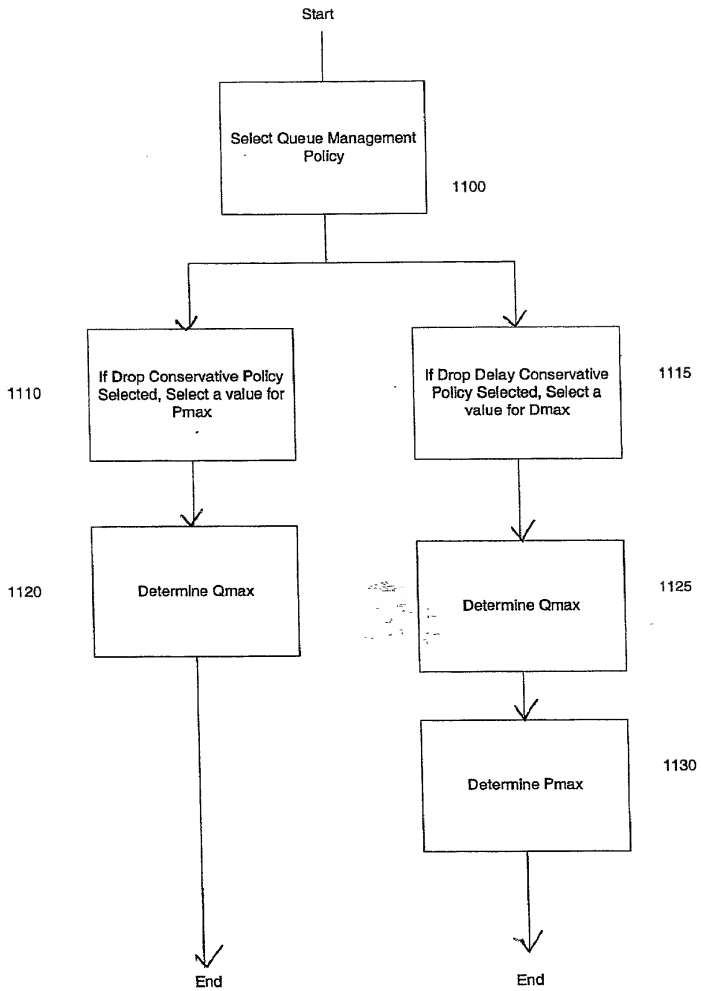 Start
Select Queue Management
Policy
1100
If Drop Conservative Policy
Selected, Select a value for
Pmax
1110
If Drop Delay Conservative
Policy Selected, Select a
value for Dmax
1115
Determine Qmax
1120
Determine Qmax
1125
Determine Pmax
1130
End
End